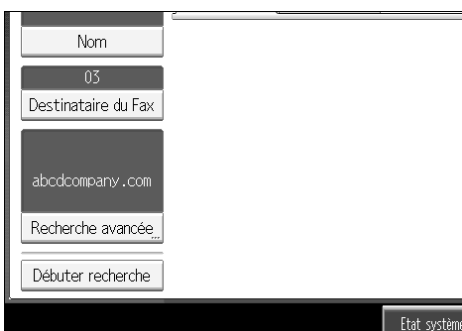 Nom
03
Destinataire du Fax
abcdcompany.com
Recherche avancée...
Débuter recherche
Etat système